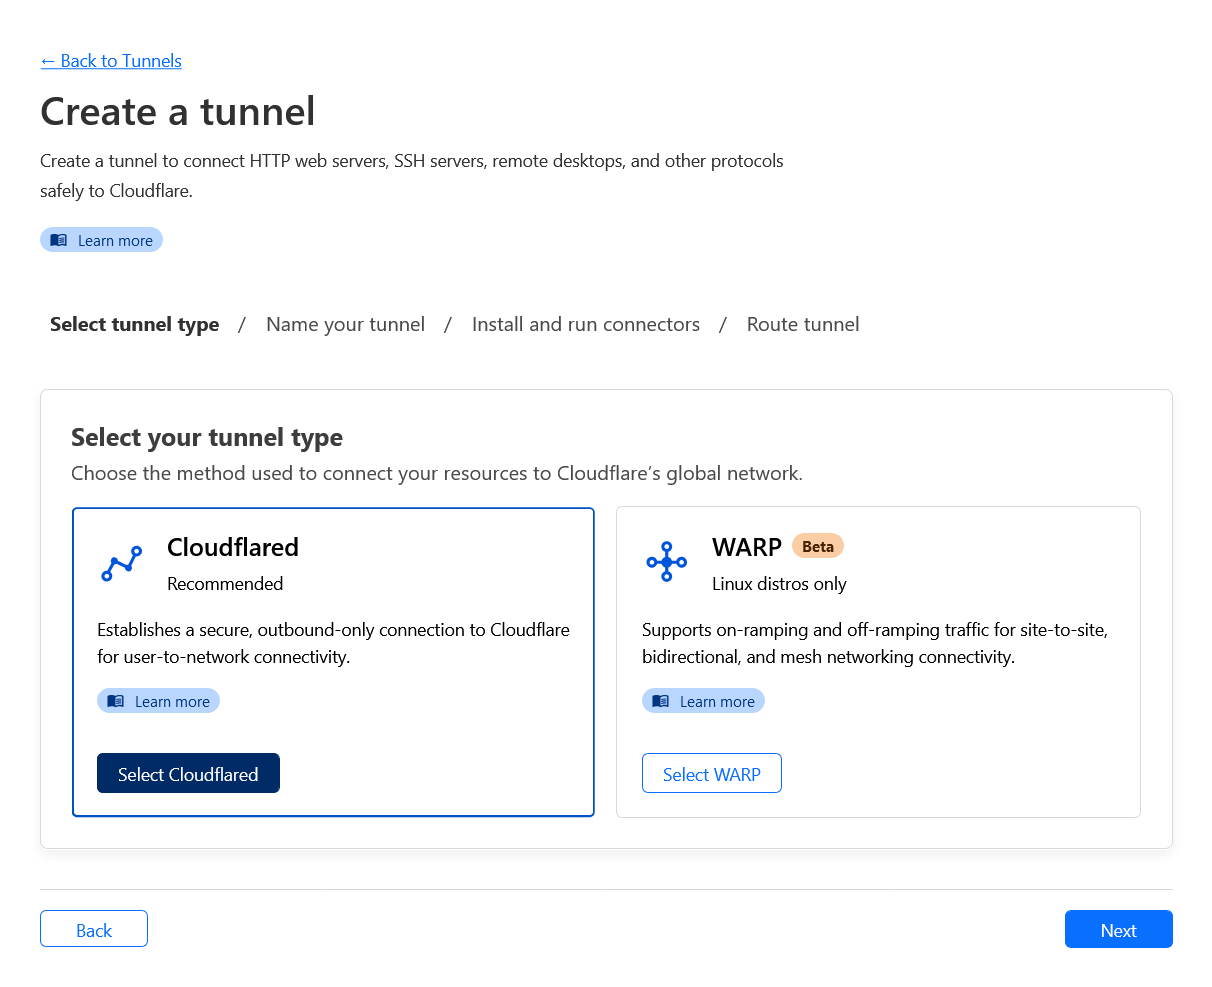 ← Back to Tunnels
Create a tunnel
Create a tunnel to connect HTTP web servers, SSH servers, remote desktops, and other protocols
safely to Cloudflare.
Learn more
Select tunnel type / Name your tunnel / Install and run connectors / Route tunnel
Select your tunnel type
Choose the method used to connect your resources to Cloudflare’s global network.
Cloudflared
Recommended
Establishes a secure, outbound-only connection to Cloudflare
for user-to-network connectivity.
Learn more
Select Cloudflared
WARP Beta
Linux distros only
Supports on-ramping and off-ramping traffic for site-to-site,
bidirectional, and mesh networking connectivity.
Learn more
Select WARP
Back
Next